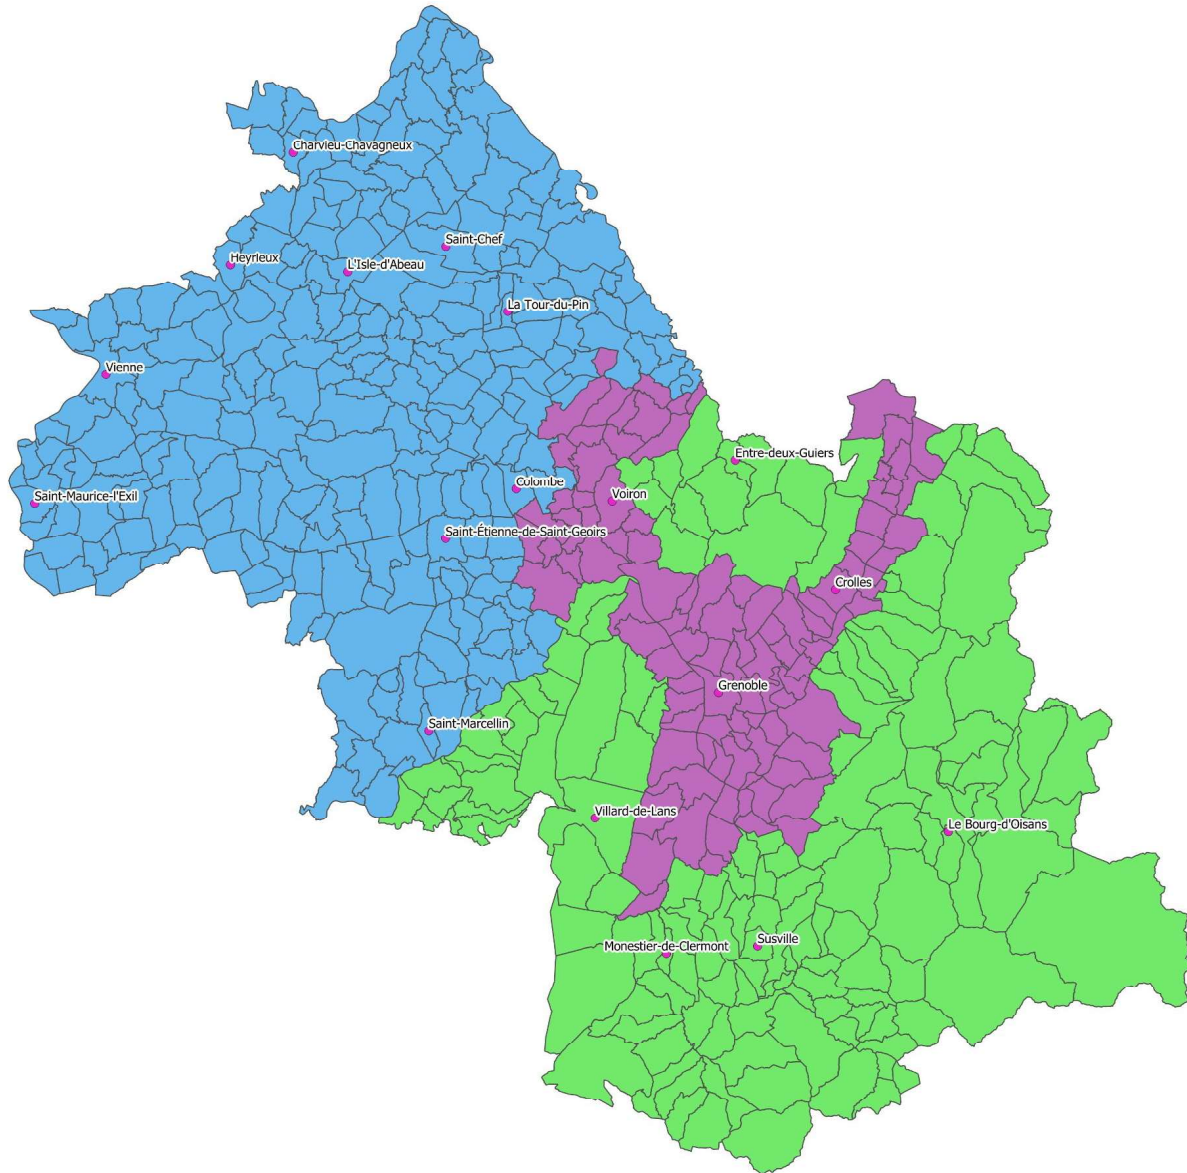 Charvieu-Chavagneux
Saint-Chef
Heyrieux
L'Isle-d'Abeau
La Tour-du-Pin
Vienne
Entre-deux-Guiers
Colombe
Saint-Maurice-l'Exil
Voiron
Saint-Étienne-de-Saint-Geoirs
Crolles
Grenoble
Saint-Marcellin
Villard-de-Lans
Le Bourg-d'Oisans
Susville
Monestier-de-Clermont